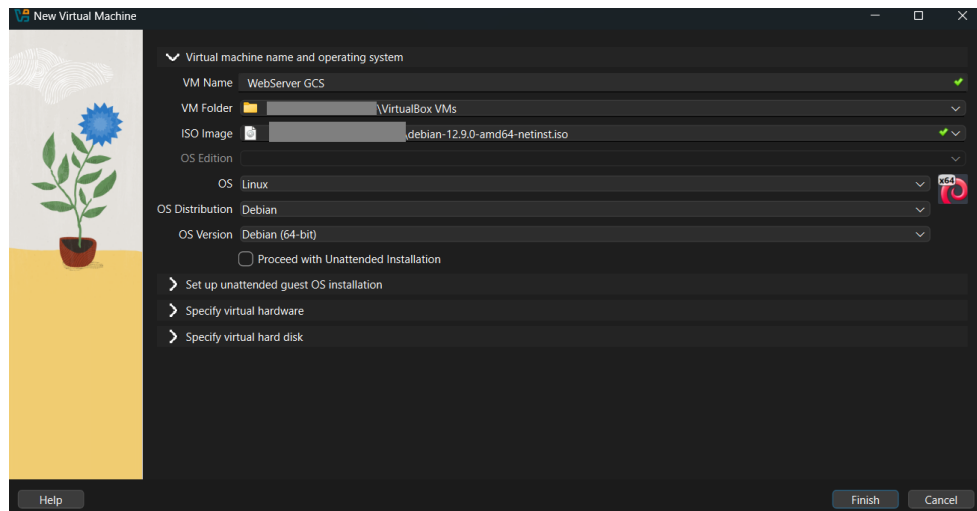 New Virtual Machine
Virtual machine name and operating system
VM Name WebServer GCS
VM Folder \VirtualBox VMs
ISO Image \debian-12.9.0-amd64-netinst.iso
OS Edition
OS Linux
x64
OS Distribution Debian
OS Version Debian (64-bit)
Proceed with Unattended Installation
Set up unattended guest OS installation
Specify virtual hardware
Specify virtual hard disk
Help Finish Cancel